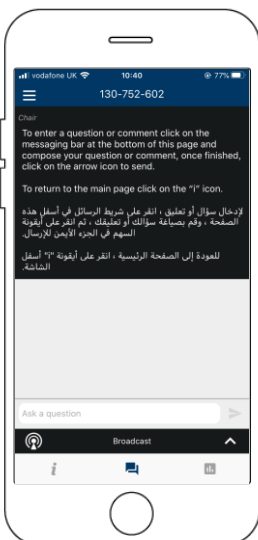 vodafone UK 10:40 77%
130-752-602
Chair
To enter a question or comment click on the
messaging bar at the bottom of this page and
compose your question or comment, once finished,
click on the arrow icon to send.
To return to the main page click on the "i" icon.
لإدخال سؤال أو تعليق ، انقر على شريط الرسائل في أسفل هذه
الصفحة ، وقم بصياغة سؤالك أو تعليقك ، ثم انقر على أيقونة
السهم في الجزء الأيمن للإرسال.
للعودة إلى الصفحة الرئيسية ، انقر على أيقونة "i" أسفل
الشاشة.
Ask a question
Broadcast
i